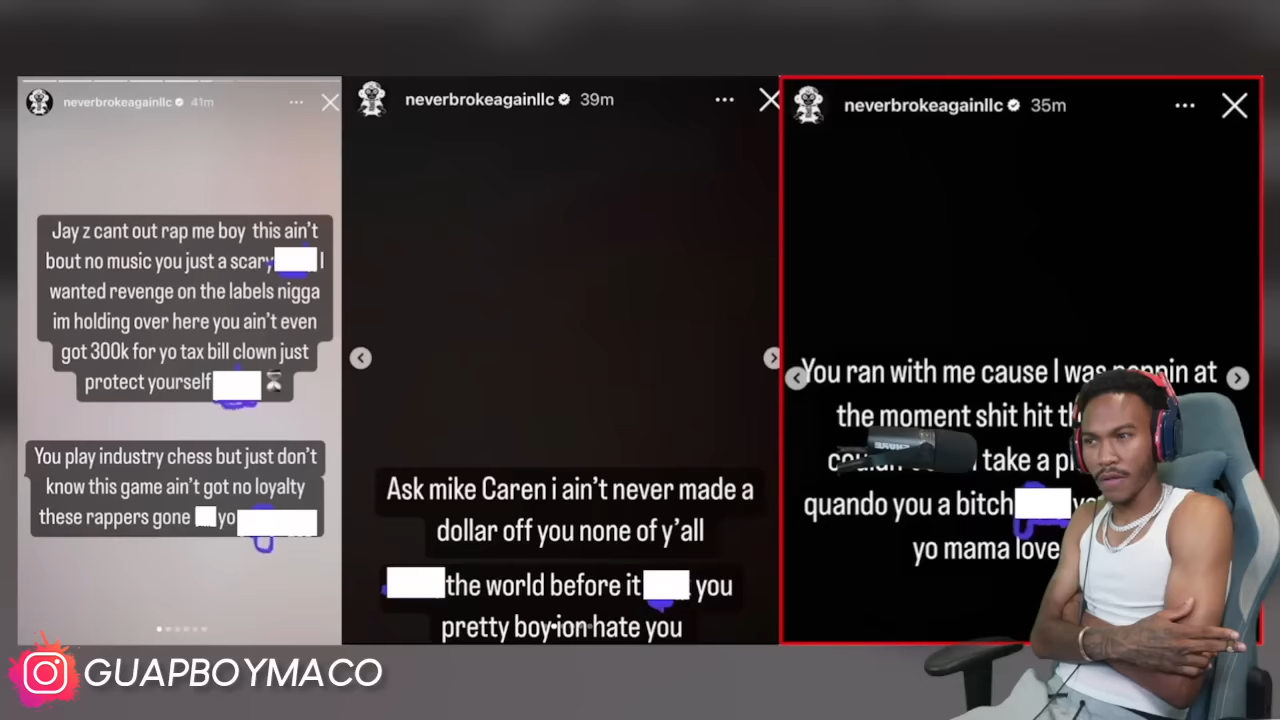 neverbrokeagainllc 41m
Jay z cant out rap me boy this ain't
bout no music you just a scary I
wanted revenge on the labels nigga
im holding over here you ain't even
got 300k for yo tax bill clown just
protect yourself ⏳
You play industry chess but just don't
know this game ain't got no loyalty
these rappers gone yo
neverbrokeagainllc 39m
Ask mike Caren i ain't never made a
dollar off you none of y'all
the world before it you
pretty boy ion hate you
neverbrokeagainllc 35m
You ran with me cause I was poppin at
the moment shit hit
take a
quando you a bitch
yo mama love
GUAPBOYMACO